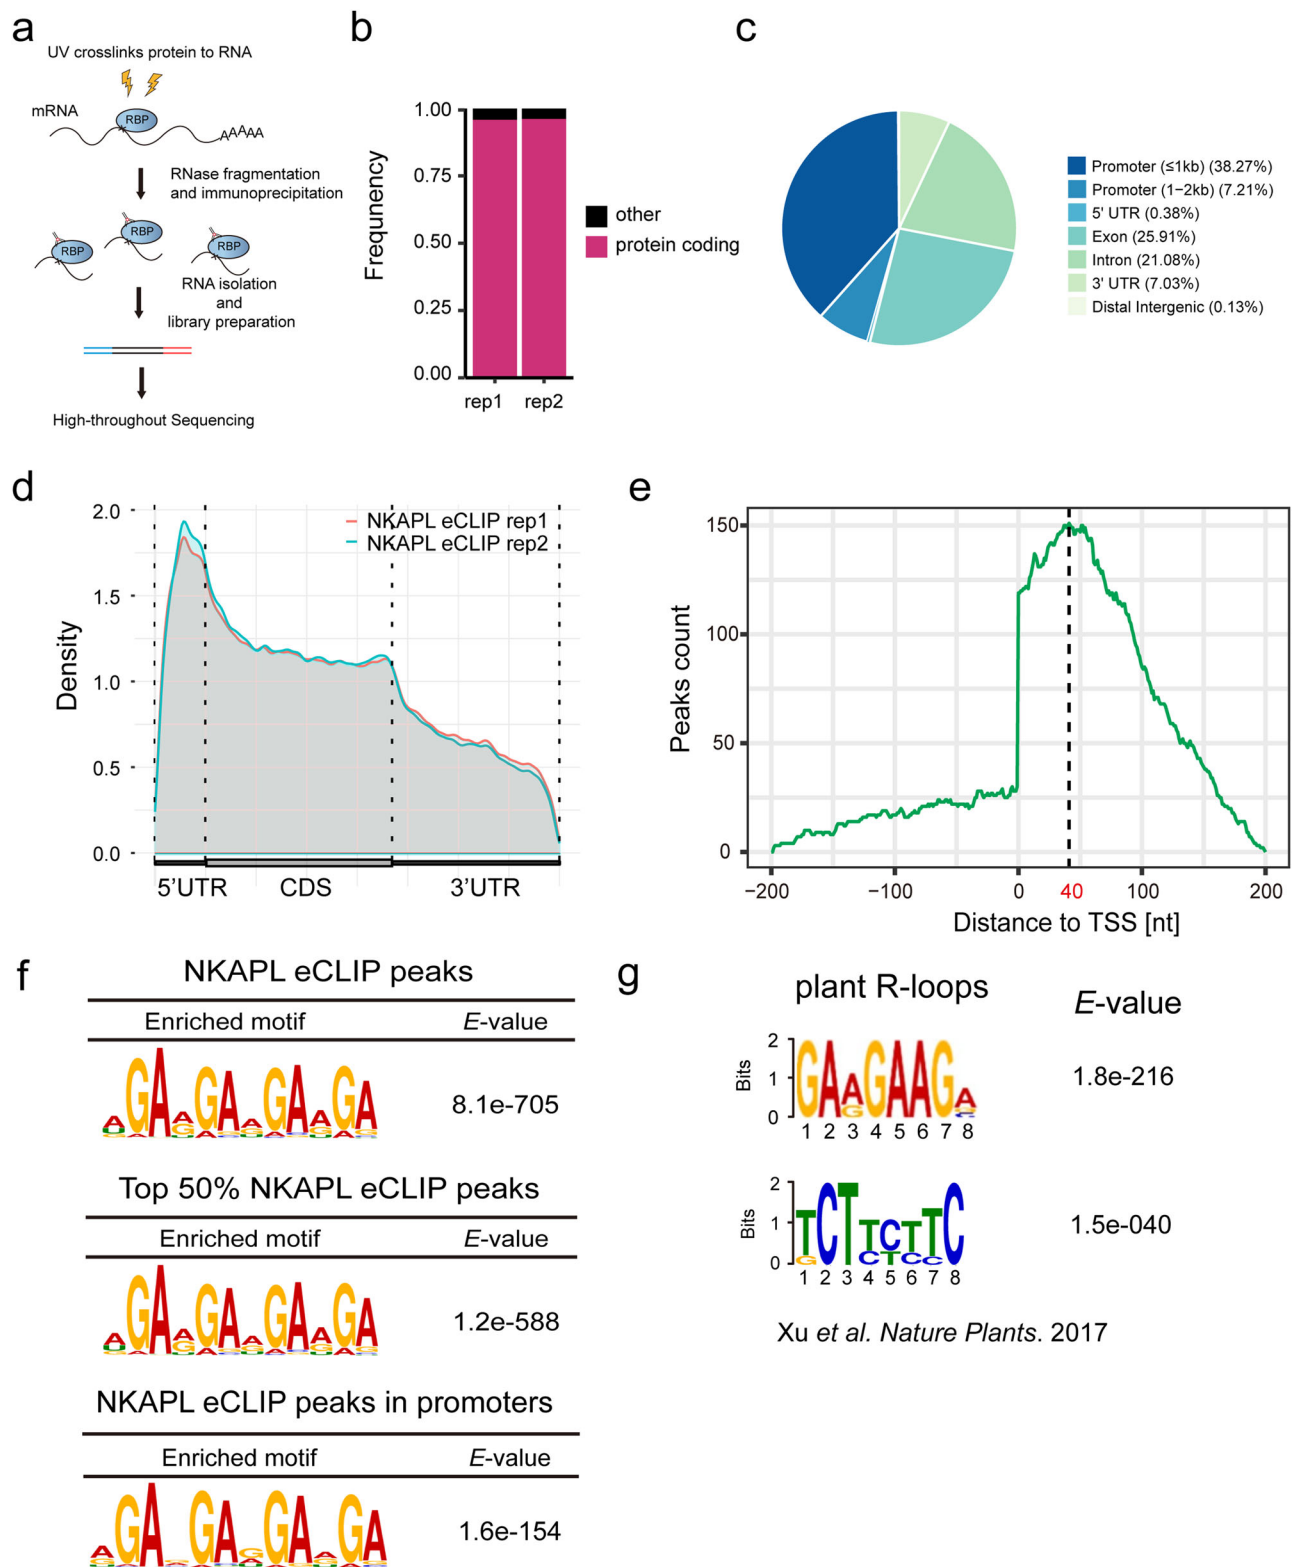 a
UV crosslinks protein to RNA
mRNA
RBP
AAAAA
RNase fragmentation
and immunoprecipitation
RBP
RBP
RBP
RNA isolation
and
library preparation
High-throughout Sequencing
b
Frequnency
1.00
0.75
0.50
0.25
0.00
rep1
rep2
other
protein coding
c
Promoter (≤1kb) (38.27%)
Promoter (1−2kb) (7.21%)
5' UTR (0.38%)
Exon (25.91%)
Intron (21.08%)
3' UTR (7.03%)
Distal Intergenic (0.13%)
d
Density
2.0
1.5
1.0
0.5
0.0
NKAPL eCLIP rep1
NKAPL eCLIP rep2
5’UTR
CDS
3’UTR
e
Peaks count
150
100
50
0
−200
−100
0
40
100
200
Distance to TSS [nt]
f
NKAPL eCLIP peaks
Enriched motif
E-value
8.1e-705
Top 50% NKAPL eCLIP peaks
Enriched motif
E-value
1.2e-588
NKAPL eCLIP peaks in promoters
Enriched motif
E-value
1.6e-154
g
plant R-loops
E-value
Bits
2
1
0
GAAGAAGA
1 2 3 4 5 6 7 8
1.8e-216
Bits
2
1
0
TCTTCTTC
1 2 3 4 5 6 7 8
1.5e-040
Xu et al. Nature Plants. 2017